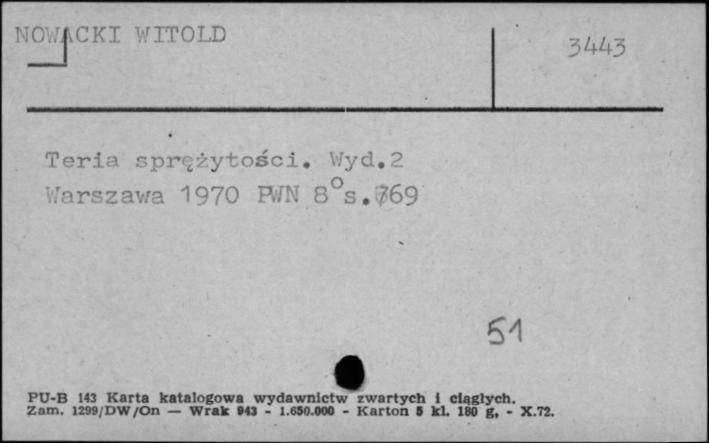 NOWACKI WITOLD
3443
Teria sprężytości. Wyd.2
Warszawa 1970 PWN 8° s.769
51
PU-B 143 Karta katalogowa wydawnictw zwartych i ciągłych.
Zam. 1299/DW/On — Wrak 943 - 1.650.000 - Karton 5 kl. 180 g, - X.72.